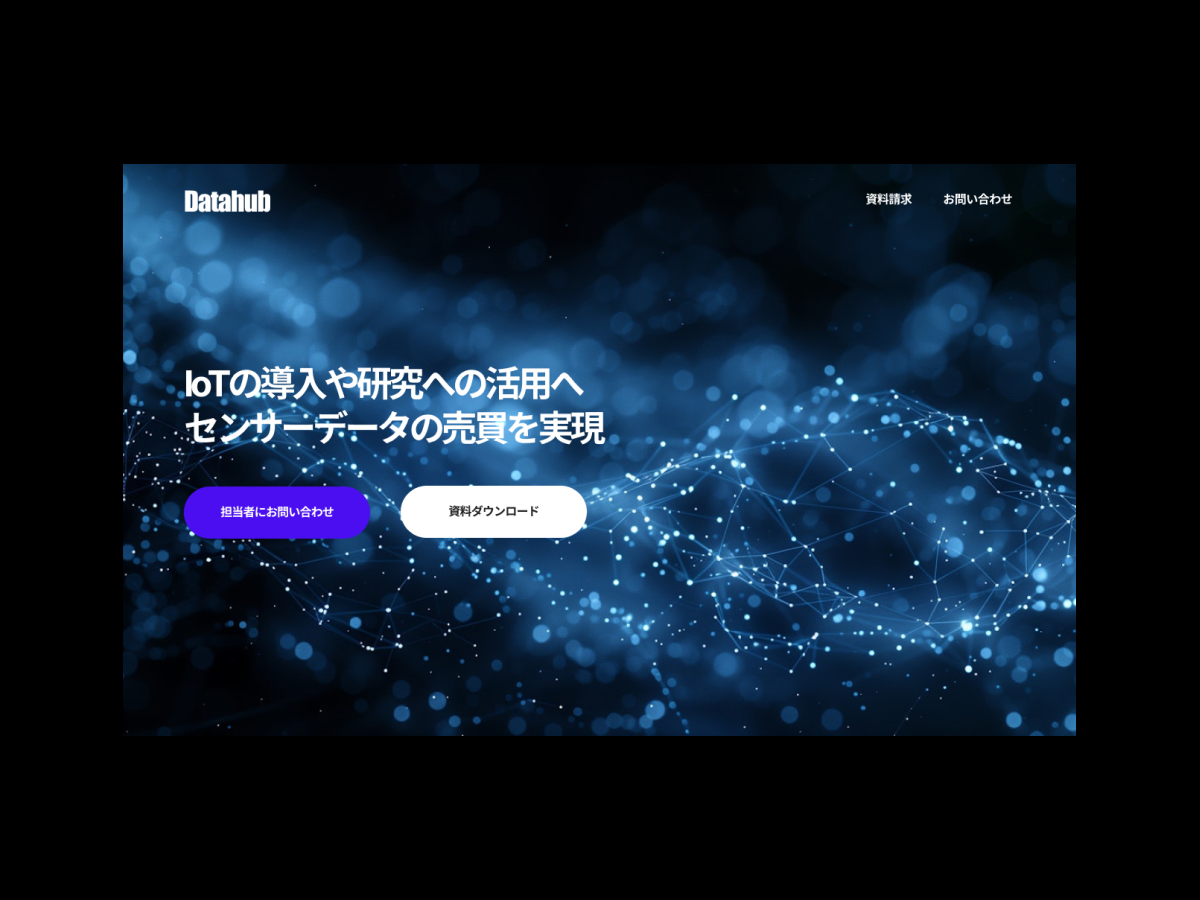 Datahub
資料請求
お問い合わせ
IoTの導入や研究への活用へ
センサーデータの売買を実現
担当者にお問い合わせ
資料ダウンロード